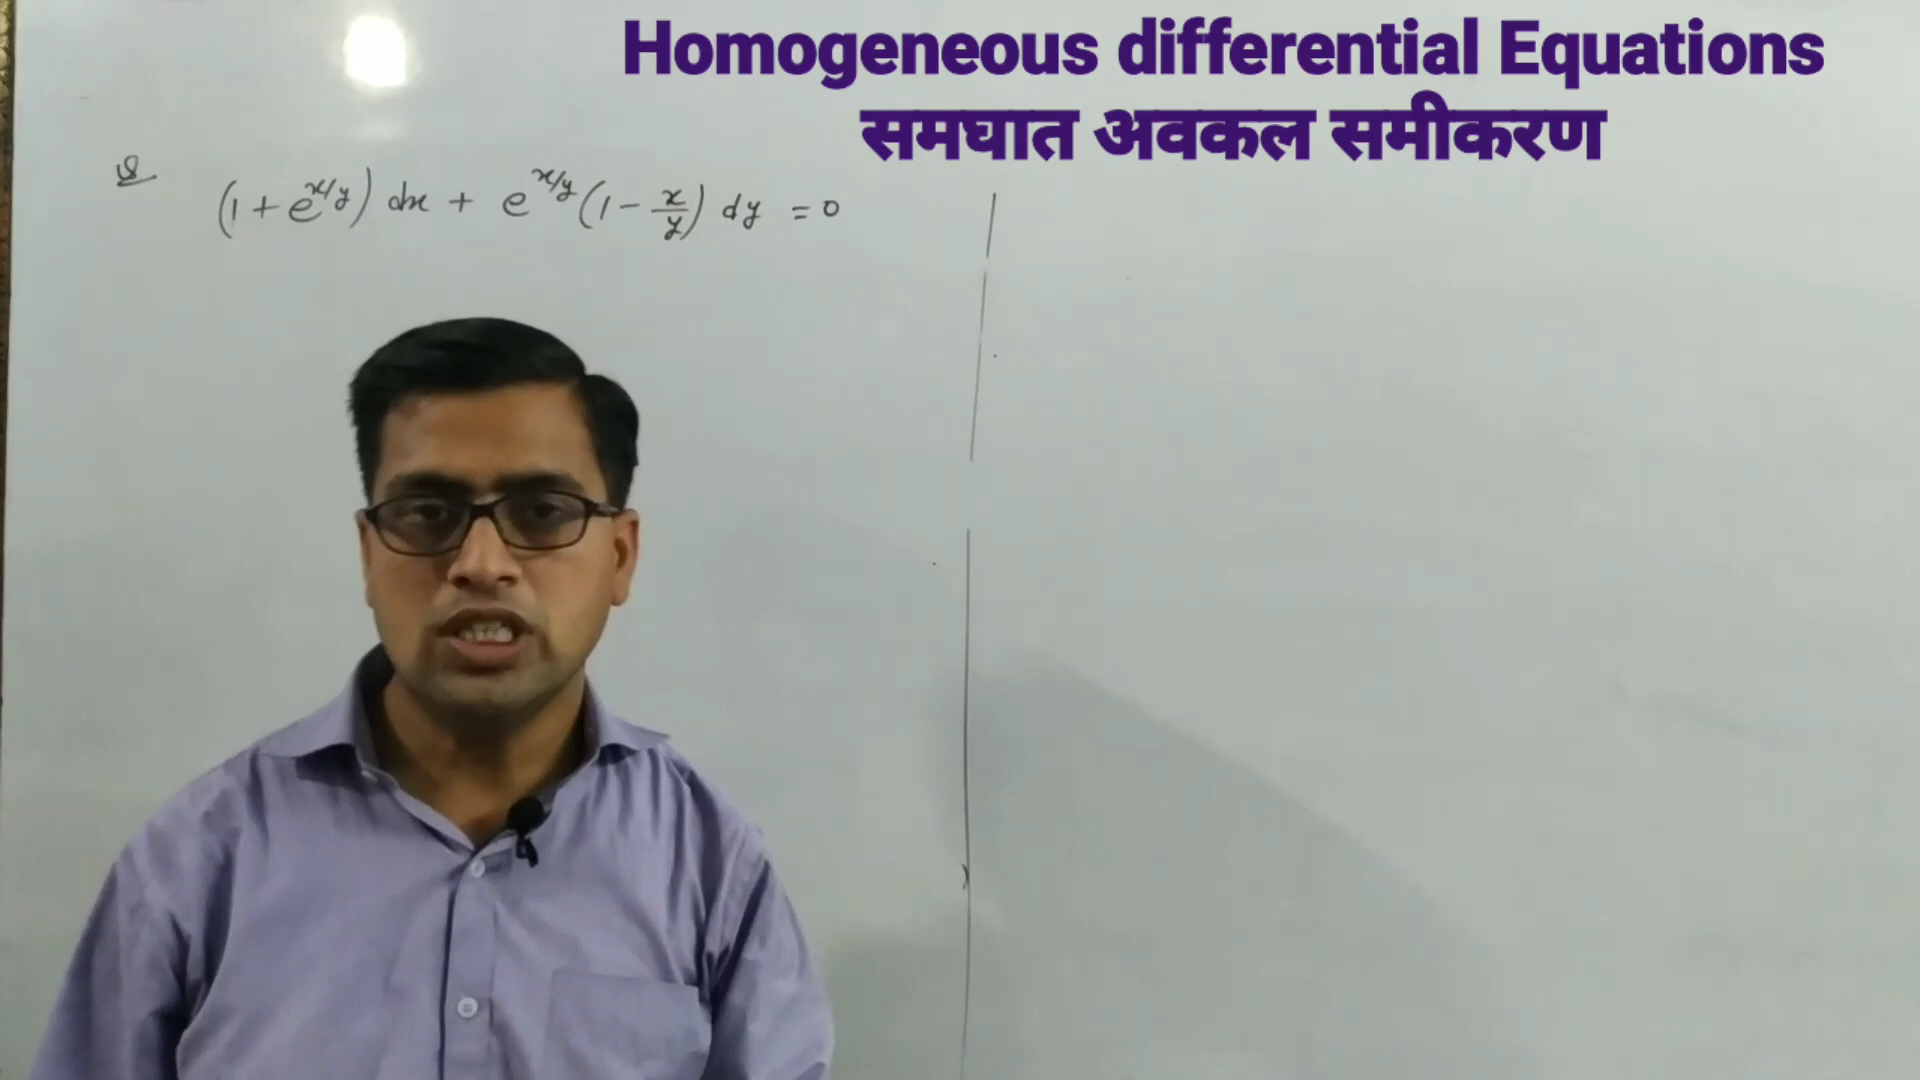 Homogeneous differential Equations
समघात अवकल समीकरण
Q (1 + e^{x/y}) dx + e^{x/y} (1 - x/y) dy = 0